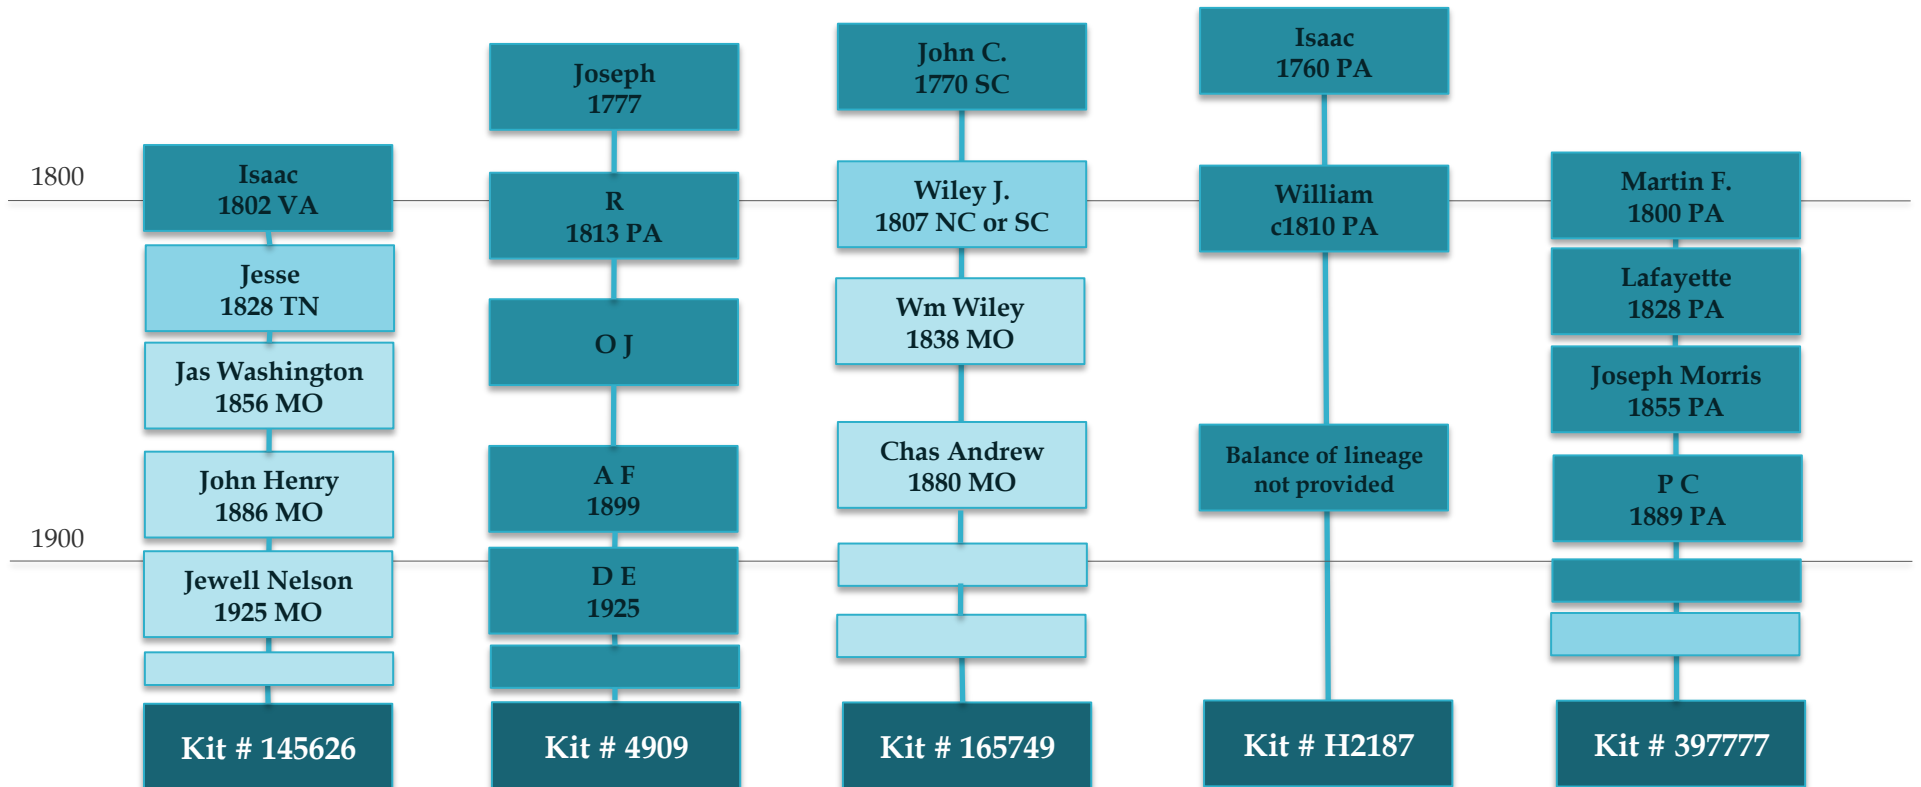 1800
1900
Isaac
1802 VA
Jesse
1828 TN
Jas Washington
1856 MO
John Henry
1886 MO
Jewell Nelson
1925 MO
Kit # 145626
Joseph
1777
R
1813 PA
O J
A F
1899
D E
1925
Kit # 4909
John C.
1770 SC
Wiley J.
1807 NC or SC
Wm Wiley
1838 MO
Chas Andrew
1880 MO
Kit # 165749
Isaac
1760 PA
William
c1810 PA
Balance of lineage
not provided
Kit # H2187
Martin F.
1800 PA
Lafayette
1828 PA
Joseph Morris
1855 PA
P C
1889 PA
Kit # 397777